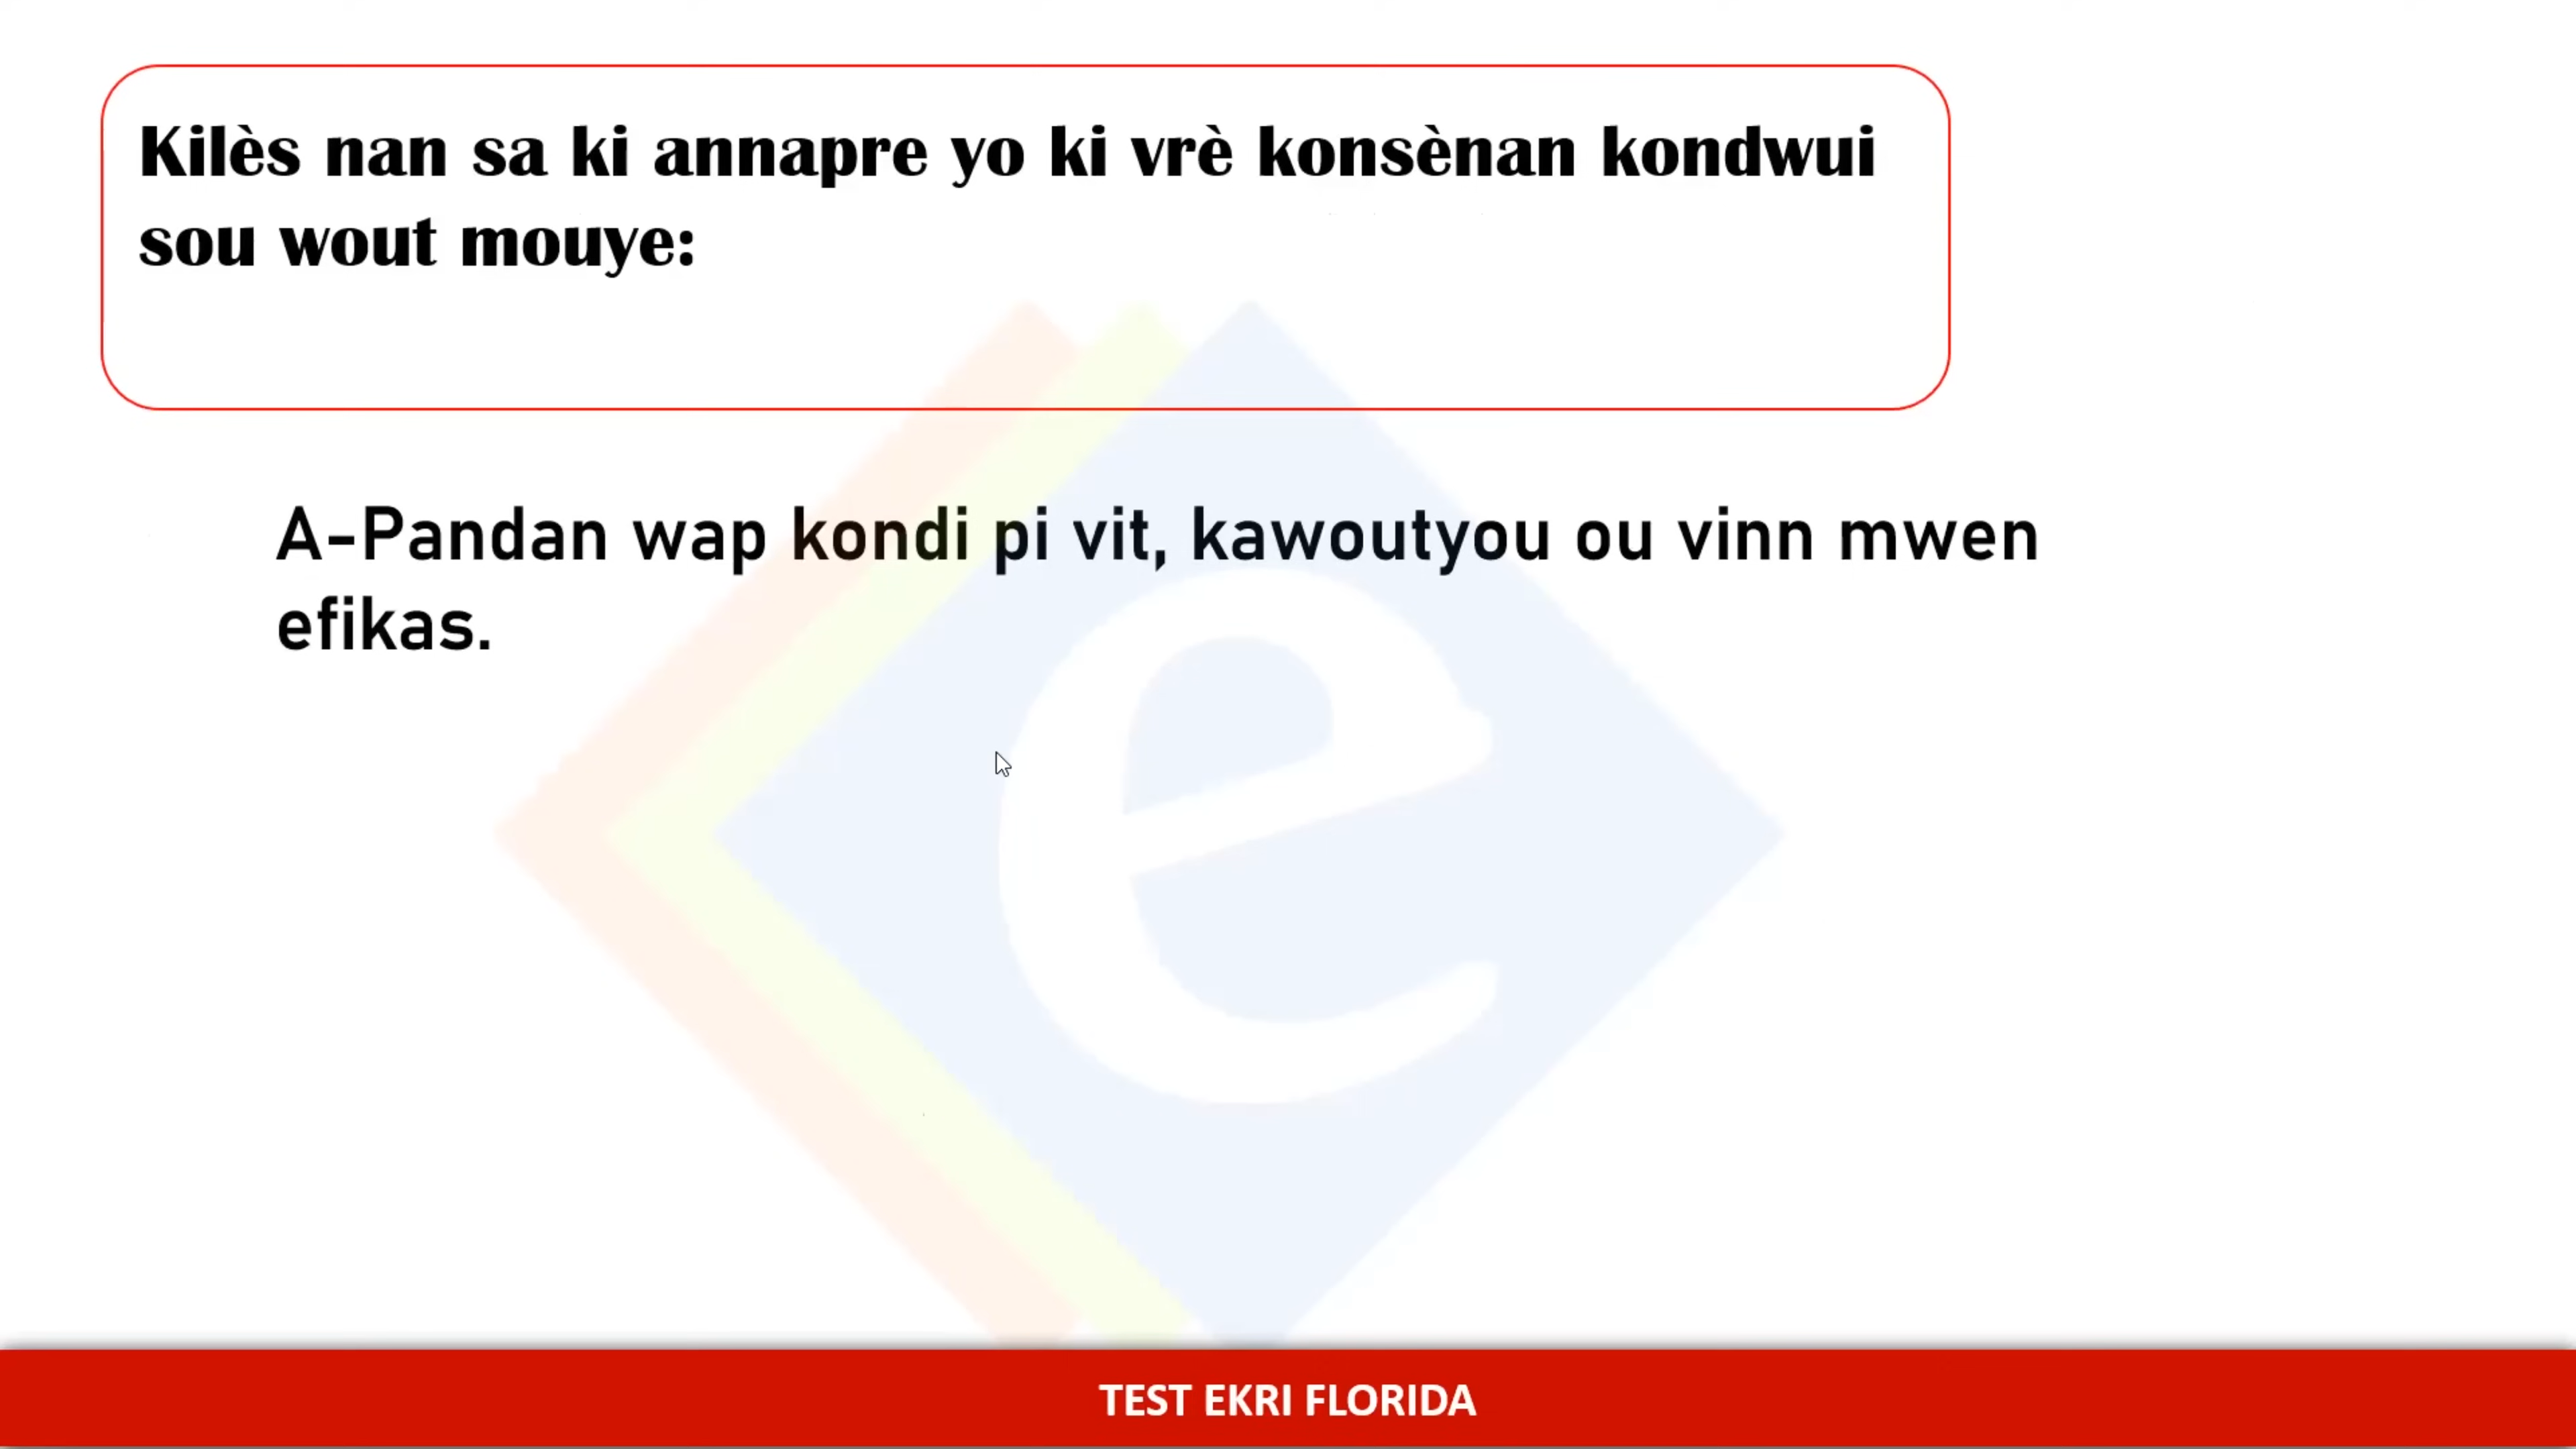 Kilès nan sa ki annapre yo ki vrè konsènan kondwui
sou wout mouye:
A-Pandan wap kondi pi vit, kawoutyou ou vinn mwen
efikas.
e
TEST EKRI FLORIDA